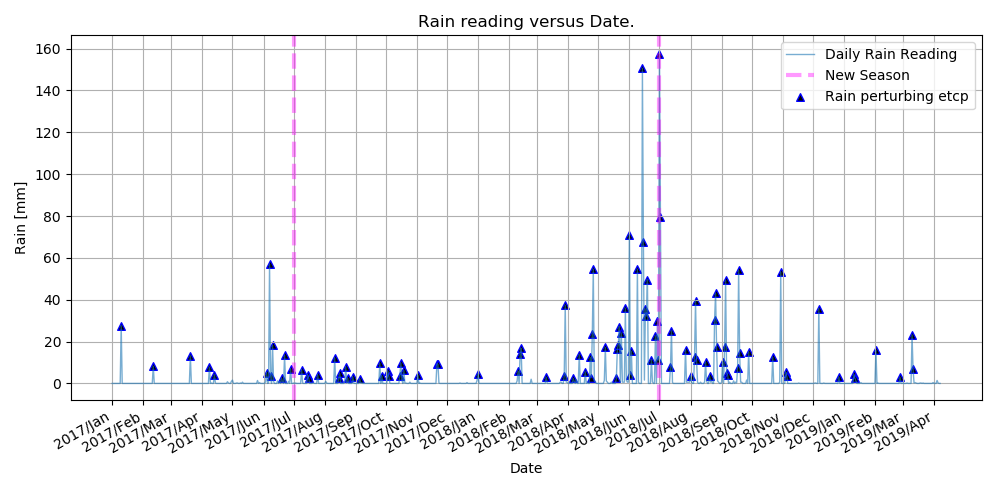 Rain reading versus Date.
Daily Rain Reading
New Season
Rain perturbing etcp
Rain [mm]
160
140
120
100
80
60
40
20
0
2017/Jan
2017/Feb
2017/Mar
2017/Apr
2017/May
2017/Jun
2017/Jul
2017/Aug
2017/Sep
2017/Oct
2017/Nov
2017/Dec
2018/Jan
2018/Feb
2018/Mar
2018/Apr
2018/May
2018/Jun
2018/Jul
2018/Aug
2018/Sep
2018/Oct
2018/Nov
2018/Dec
2019/Jan
2019/Feb
2019/Mar
2019/Apr
Date